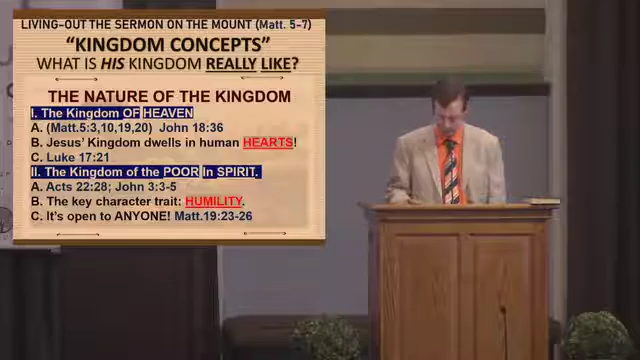 LIVING–OUT THE SERMON ON THE MOUNT (Matt. 5–7)
“KINGDOM CONCEPTS”
WHAT IS HIS KINGDOM REALLY LIKE?
THE NATURE OF THE KINGDOM
I. The Kingdom OF HEAVEN
A. (Matt.5:3,10,19,20) John 18:36
B. Jesus’ Kingdom dwells in human HEARTS!
C. Luke 17:21
II. The Kingdom of the POOR In SPIRIT.
A. Acts 22:28; John 3:3-5
B. The key character trait: HUMILITY.
C. It’s open to ANYONE! Matt.19:23-26